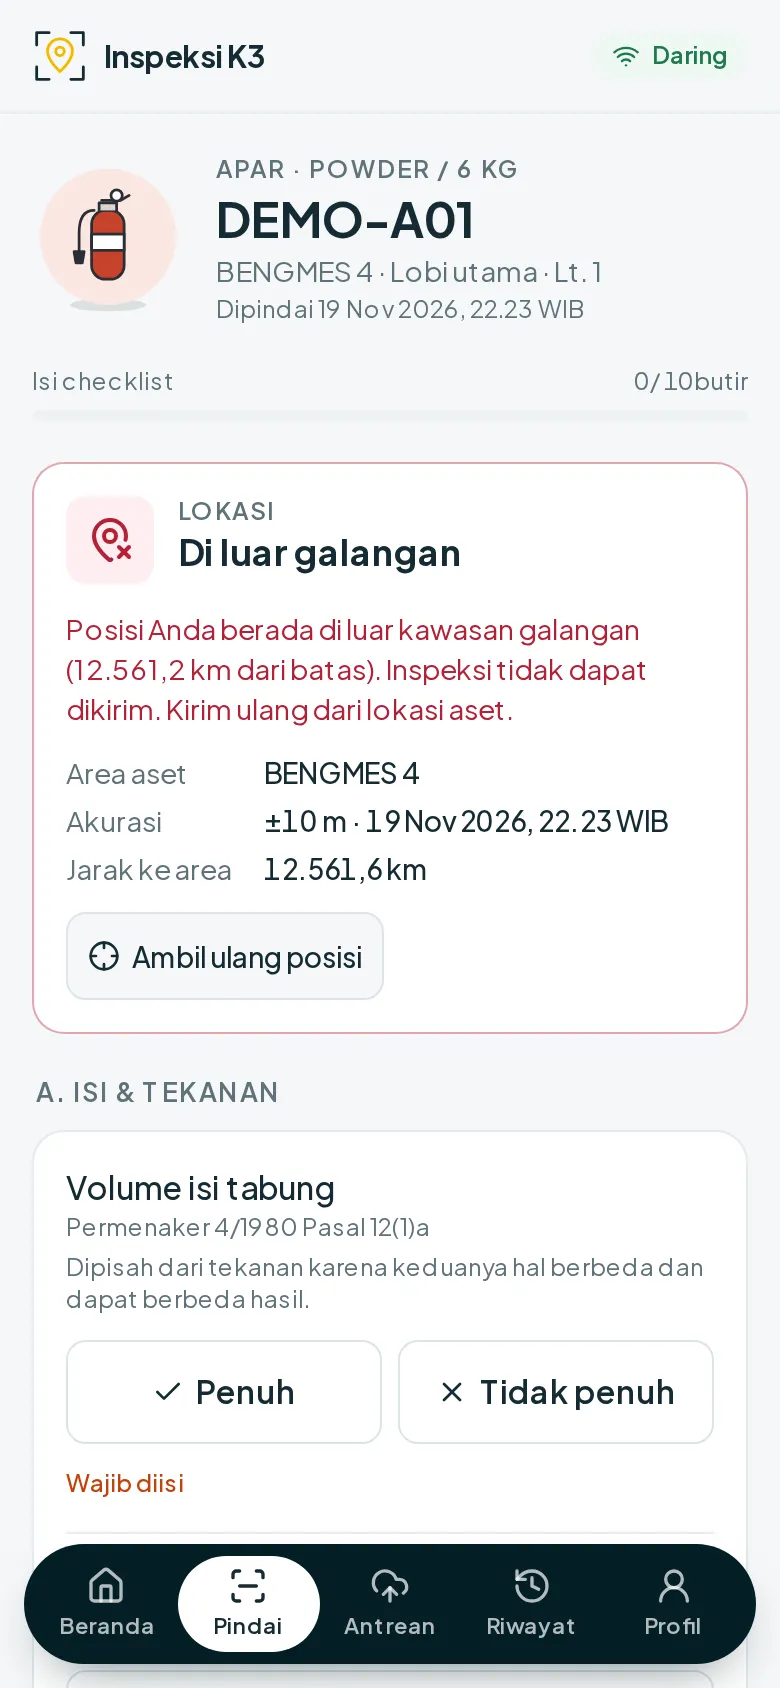 Inspeksi K3
Daring
APAR · POWDER / 6 KG
DEMO-A01
BENGMES 4 · Lobi utama · Lt. 1
Dipindai 19 Nov 2026, 22.23 WIB
Isi checklist
0/10 butir
LOKASI
Di luar galangan
Posisi Anda berada di luar kawasan galangan
(12.561,2 km dari batas). Inspeksi tidak dapat
dikirim. Kirim ulang dari lokasi aset.
Area aset BENGMES 4
Akurasi ±10 m · 19 Nov 2026, 22.23 WIB
Jarak ke area 12.561,6 km
Ambil ulang posisi
A. ISI & TEKANAN
Volume isi tabung
Permenaker 4/1980 Pasal 12(1)a
Dipisah dari tekanan karena keduanya hal berbeda dan
dapat berbeda hasil.
Penuh
Tidak penuh
Wajib diisi
Beranda
Pindai
Antrean
Riwayat
Profil